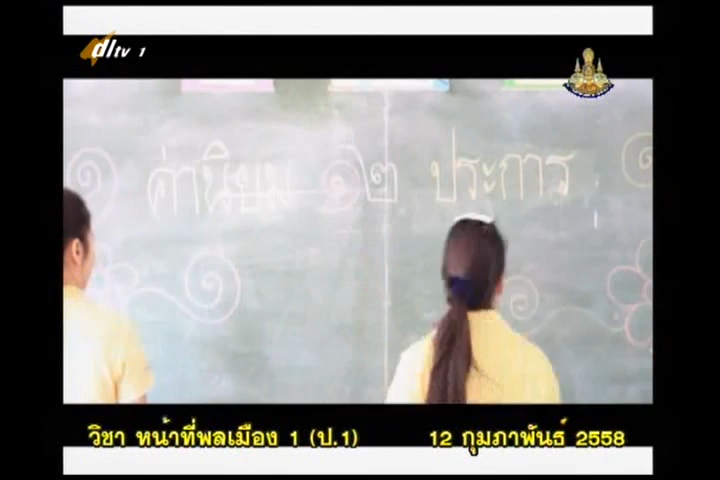 dltv 1
ค่านิยม ๑๒ ประการ
วิชา หน้าที่พลเมือง 1 (ป.1) 12 กุมภาพันธ์ 2558